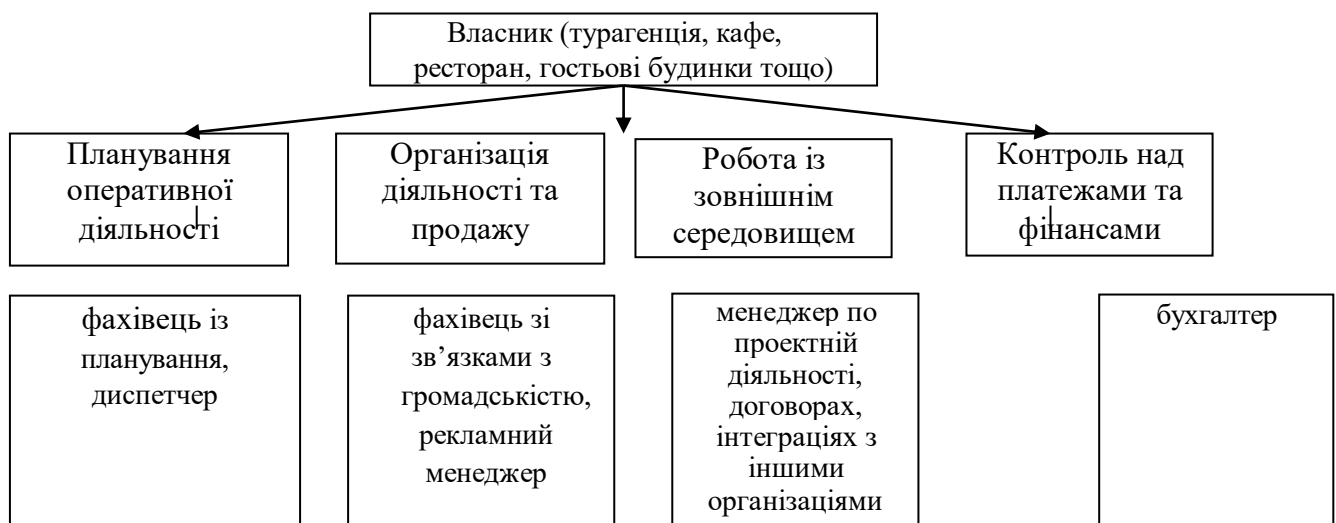 Власник (турагенція, кафе,
ресторан, гостьові будинки тощо)
Планування
оперативної
діяльності
Організація
діяльності та
продажу
Робота із
зовнішнім
середовищем
Контроль над
платежами та
фінансами
фахівець із
планування,
диспетчер
фахівець зі
зв’язками з
громадськістю,
рекламний
менеджер
менеджер по
проектній
діяльності,
договорах,
інтеграціях з
іншими
організаціями
бухгалтер